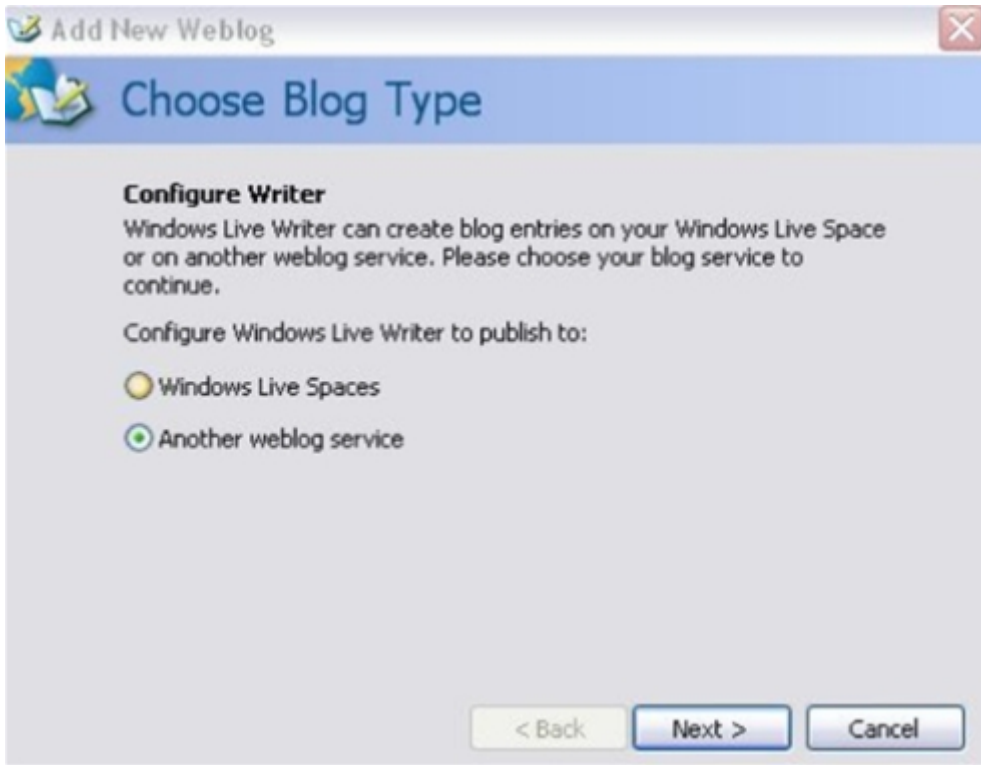 Add New Weblog
Choose Blog Type
Configure Writer
Windows Live Writer can create blog entries on your Windows Live Space
or on another weblog service. Please choose your blog service to
continue.
Configure Windows Live Writer to publish to:
Windows Live Spaces
Another weblog service
< Back Next > Cancel